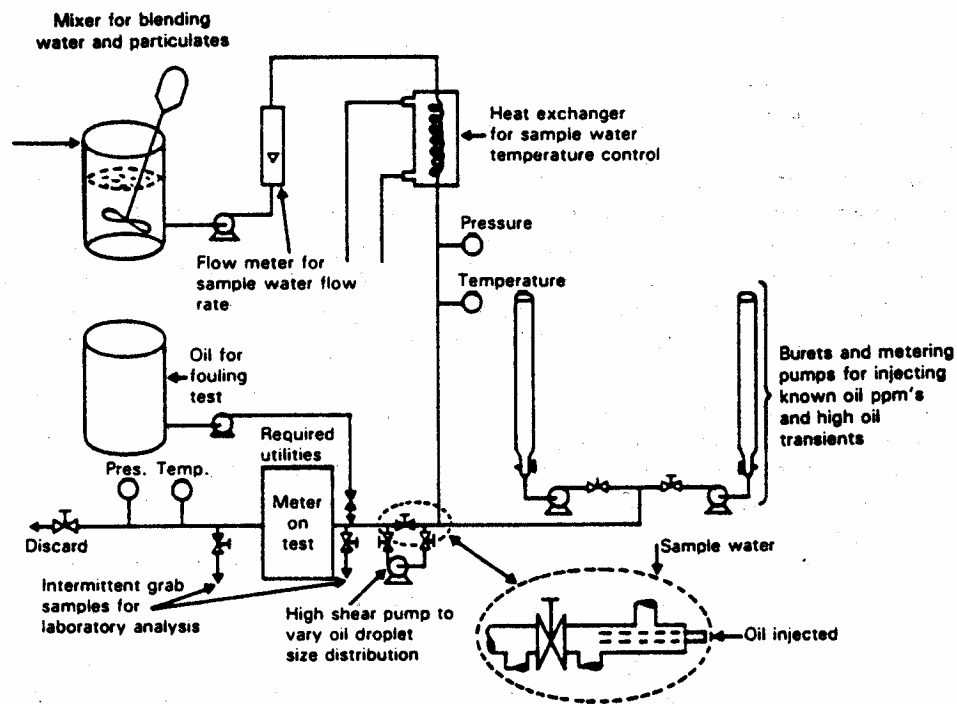 Mixer for blending
water and particulates
Heat exchanger
for sample water
temperature control
Flow meter for
sample water flow
rate
Pressure
Temperature
Oil for
fouling
test
Burets and metering
pumps for injecting
known oil ppm's
and high oil
transients
Required
utilities
Pres. Temp.
Meter
on
test
Discard
Intermittent grab
samples for
laboratory analysis
High shear pump to
vary oil droplet
size distribution
Sample water
Oil injected